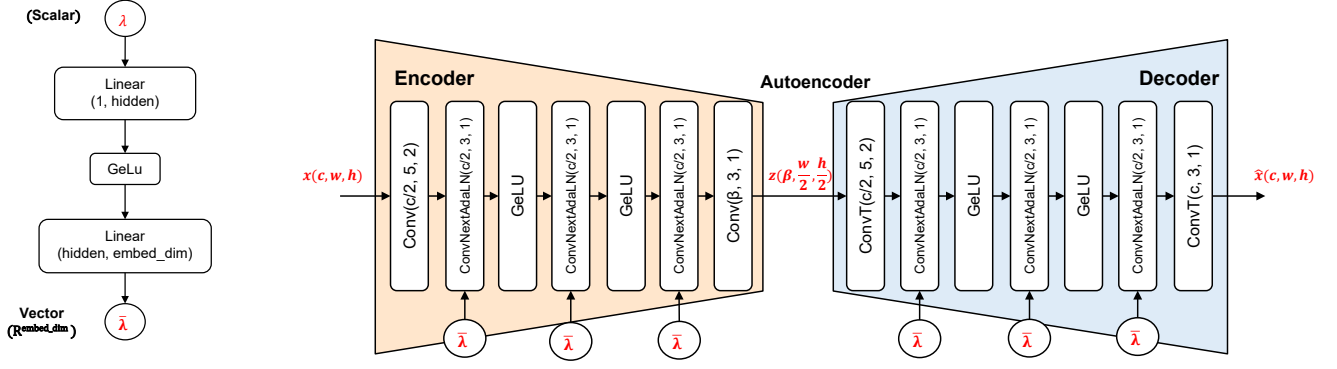 (Scalar)
λ
Linear
(1, hidden)
GeLu
Linear
(hidden, embed_dim)
Vector
(R^embed_dim)
λ̄
Encoder
Autoencoder
Decoder
x(c, w, h)
Conv(c/2, 5, 2)
ConvNextAdaLN(c/2, 3, 1)
GeLU
ConvNextAdaLN(c/2, 3, 1)
GeLU
ConvNextAdaLN(c/2, 3, 1)
Conv(β, 3, 1)
z(β, w/2, h/2)
ConvT(c/2, 5, 2)
ConvNextAdaLN(c/2, 3, 1)
GeLU
ConvNextAdaLN(c/2, 3, 1)
GeLU
ConvNextAdaLN(c/2, 3, 1)
ConvT(c, 3, 1)
x̂(c, w, h)
λ̄
λ̄
λ̄
λ̄
λ̄
λ̄